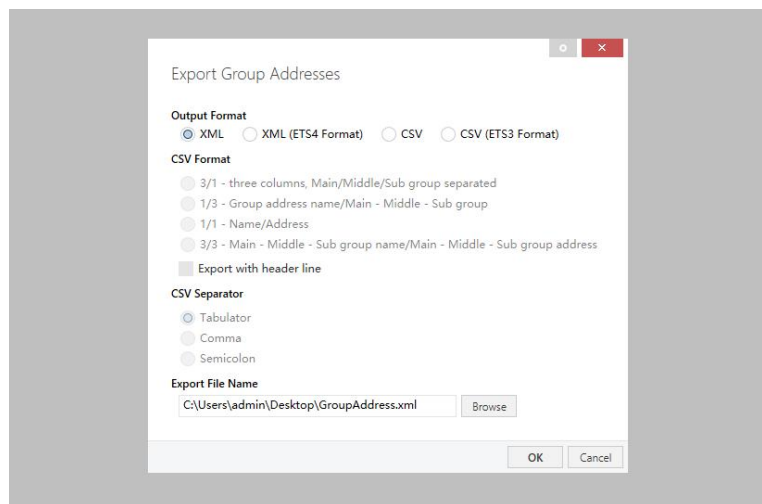 Export Group Addresses
Output Format
XML XML (ETS4 Format) CSV CSV (ETS3 Format)
CSV Format
3/1 - three columns, Main/Middle/Sub group separated
1/3 - Group address name/Main - Middle - Sub group
1/1 - Name/Address
3/3 - Main - Middle - Sub group name/Main - Middle - Sub group address
Export with header line
CSV Separator
Tabulator
Comma
Semicolon
Export File Name
C:\Users\admin\Desktop\GroupAddress.xml Browse
OK Cancel